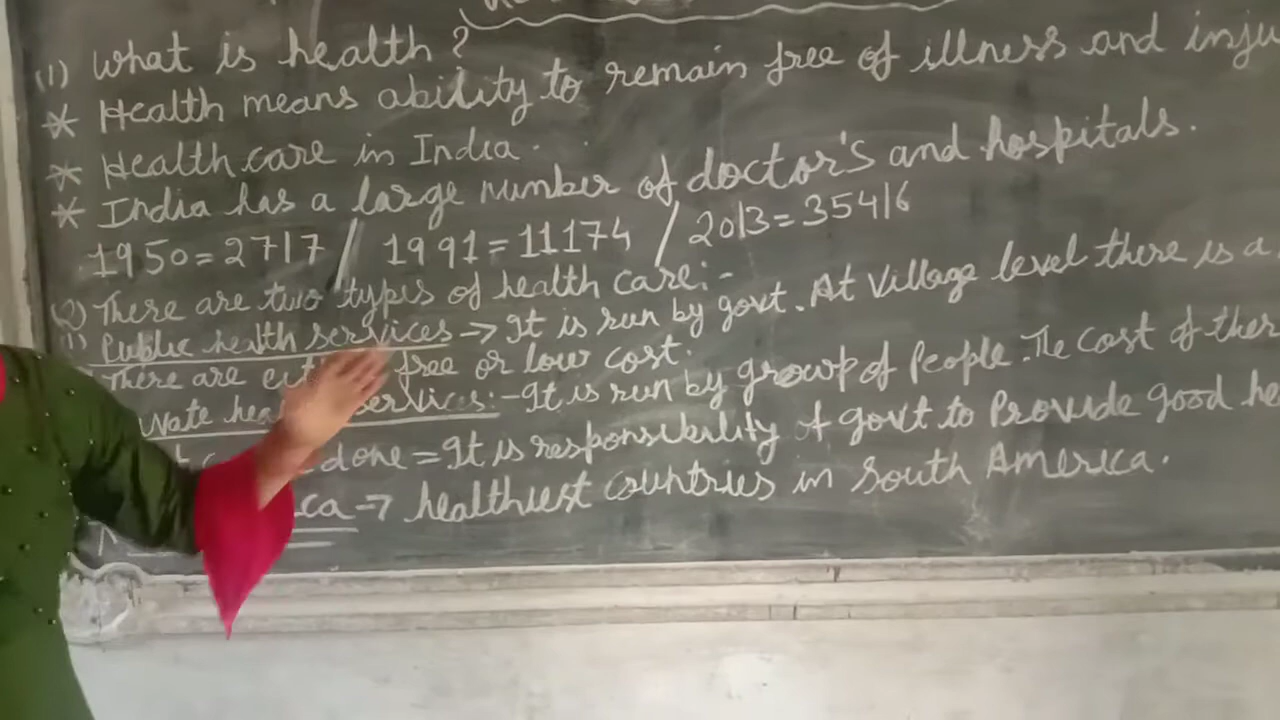 (1) What is health ?
* Health means ability to remain free of illness and inju
* Health care in India.
* India has a large number of doctor's and hospitals.
1950=2717 / 1991=11174 / 2013=35416
(2) There are two types of health care:-
(1) Public health services → It is run by govt. At Village level there is a
There are free or low cost.
vate hea services:- It is run by group of People. The cost of ther
done = It is responsibility of govt to Provide good he
ca → healthiest countries in South America.